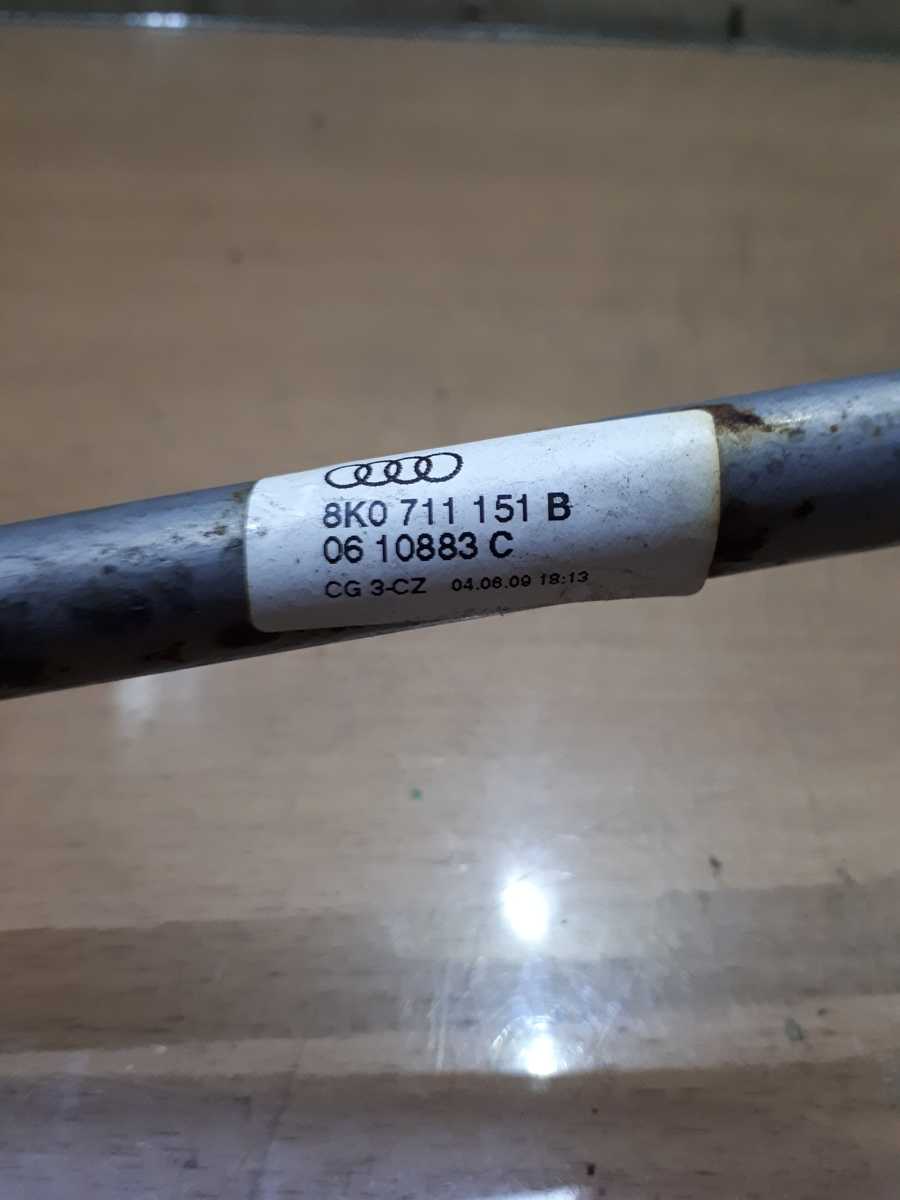 8K0 711 151 B
06 10883 C
CG 3-CZ 04.06.09 18:13